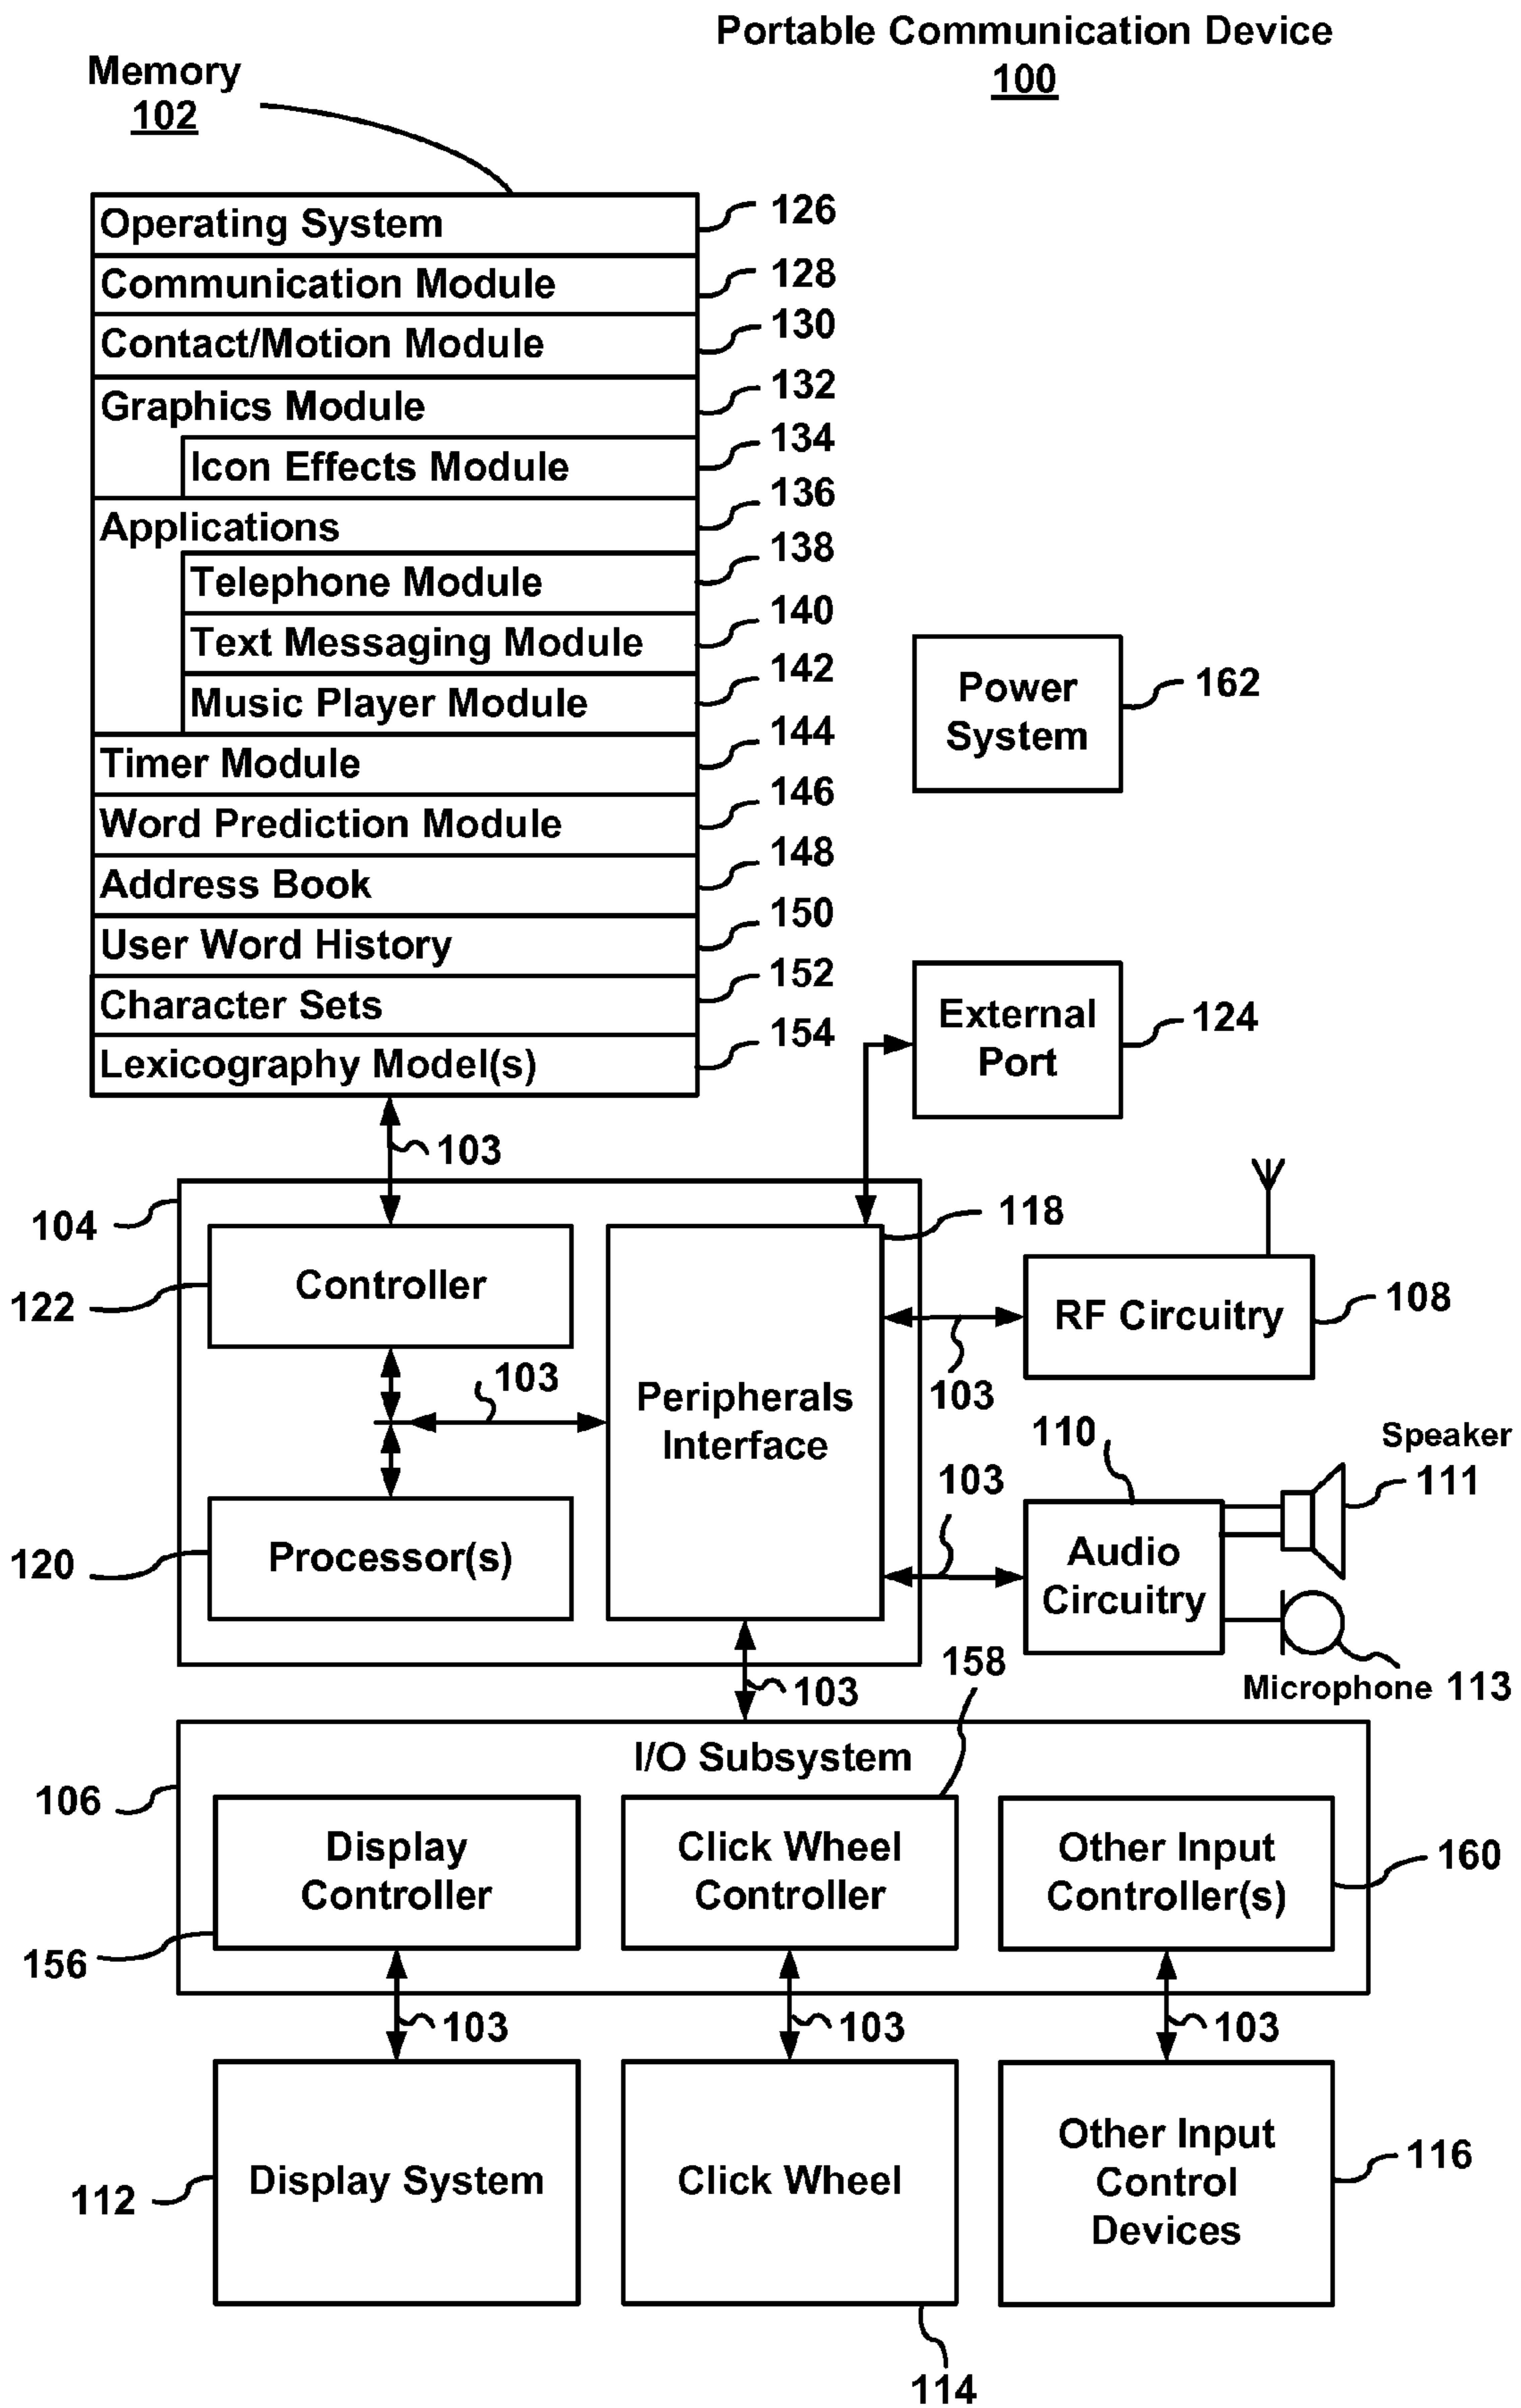 Portable Communication Device
100
Memory
102
Operating System 126
Communication Module 128
Contact/Motion Module 130
Graphics Module 132
Icon Effects Module 134
Applications 136
Telephone Module 138
Text Messaging Module 140
Music Player Module 142
Timer Module 144
Word Prediction Module 146
Address Book 148
User Word History 150
Character Sets 152
Lexicography Model(s) 154
Power
System
162
External
Port
124
103
104
118
Controller
122
RF Circuitry
108
103
103
Peripherals
Interface
110
Speaker
111
103
Processor(s)
120
Audio
Circuitry
158
Microphone 113
103
I/O Subsystem
106
Display
Controller
156
Click Wheel
Controller
Other Input
Controller(s)
160
103
103
103
Display System
112
Click Wheel
114
Other Input
Control
Devices
116